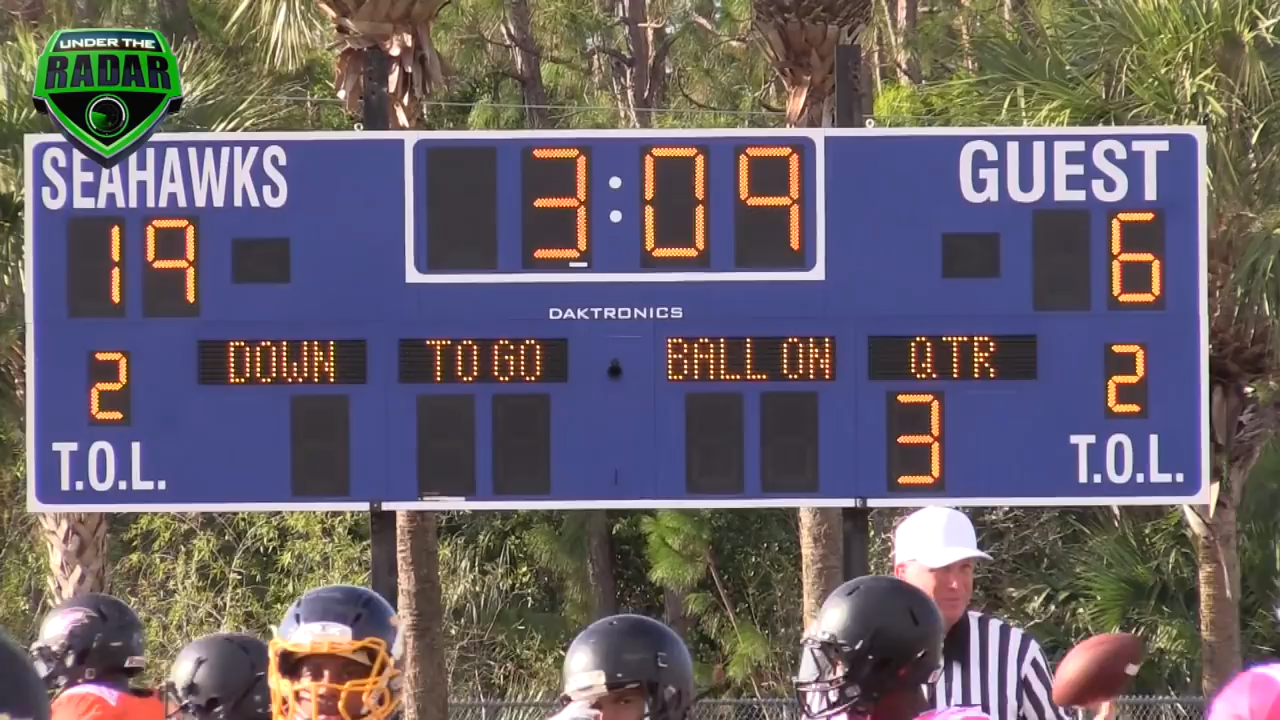 UNDER THE
RADAR
SEAHAWKS
3:09
GUEST
19
6
DAKTRONICS
DOWN
TO GO
BALL ON
QTR
2
3
2
T.O.L.
T.O.L.